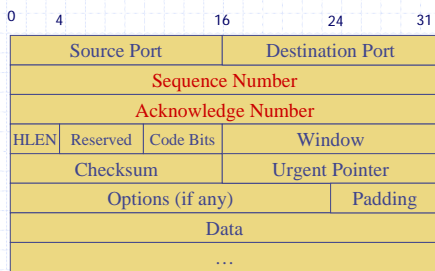 0 4 16 24 31
Source Port Destination Port
Sequence Number
Acknowledge Number
HLEN Reserved Code Bits Window
Checksum Urgent Pointer
Options (if any) Padding
Data
…